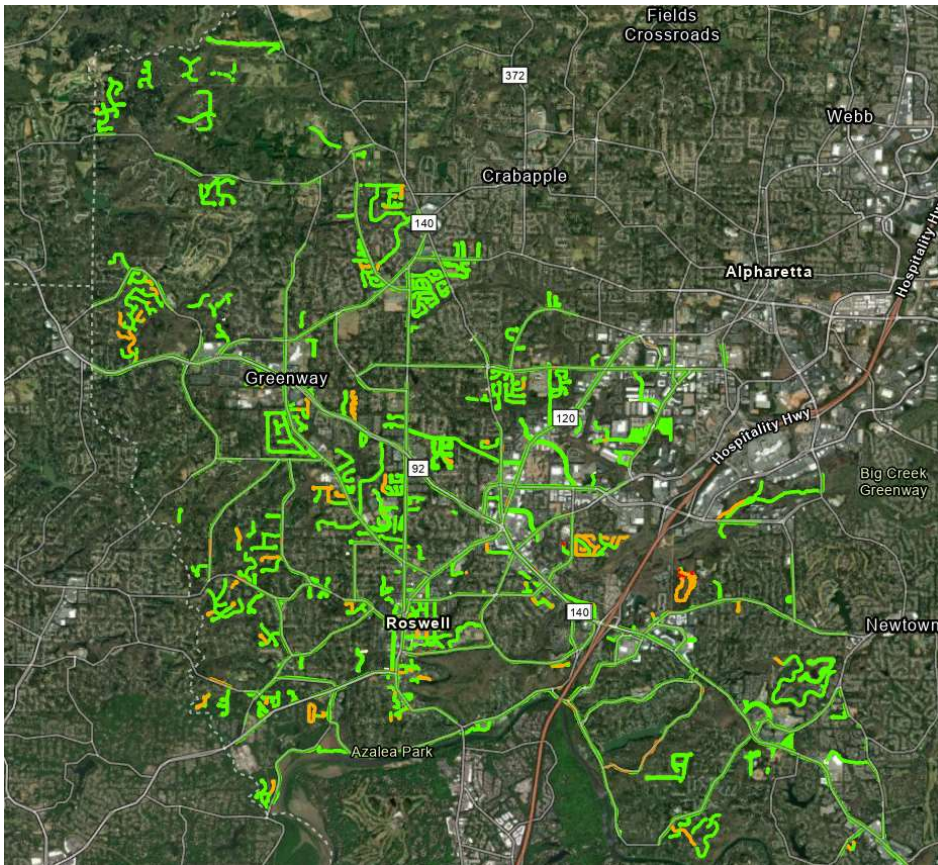 Fields
Crossroads
372
Webb
Crabapple
140
Hospitality Hw
Alpharetta
Greenway
120
Hospitality Hwy
92
Big Creek
Greenway
140
Roswell
Newtown
Azalea Park